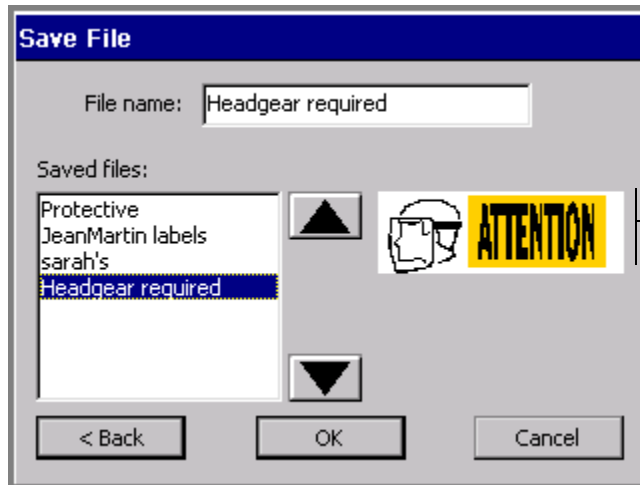 Save File
File name: Headgear required
Saved files:
Protective
JeanMartin labels
sarah's
Headgear required
ATTENTION
< Back OK Cancel